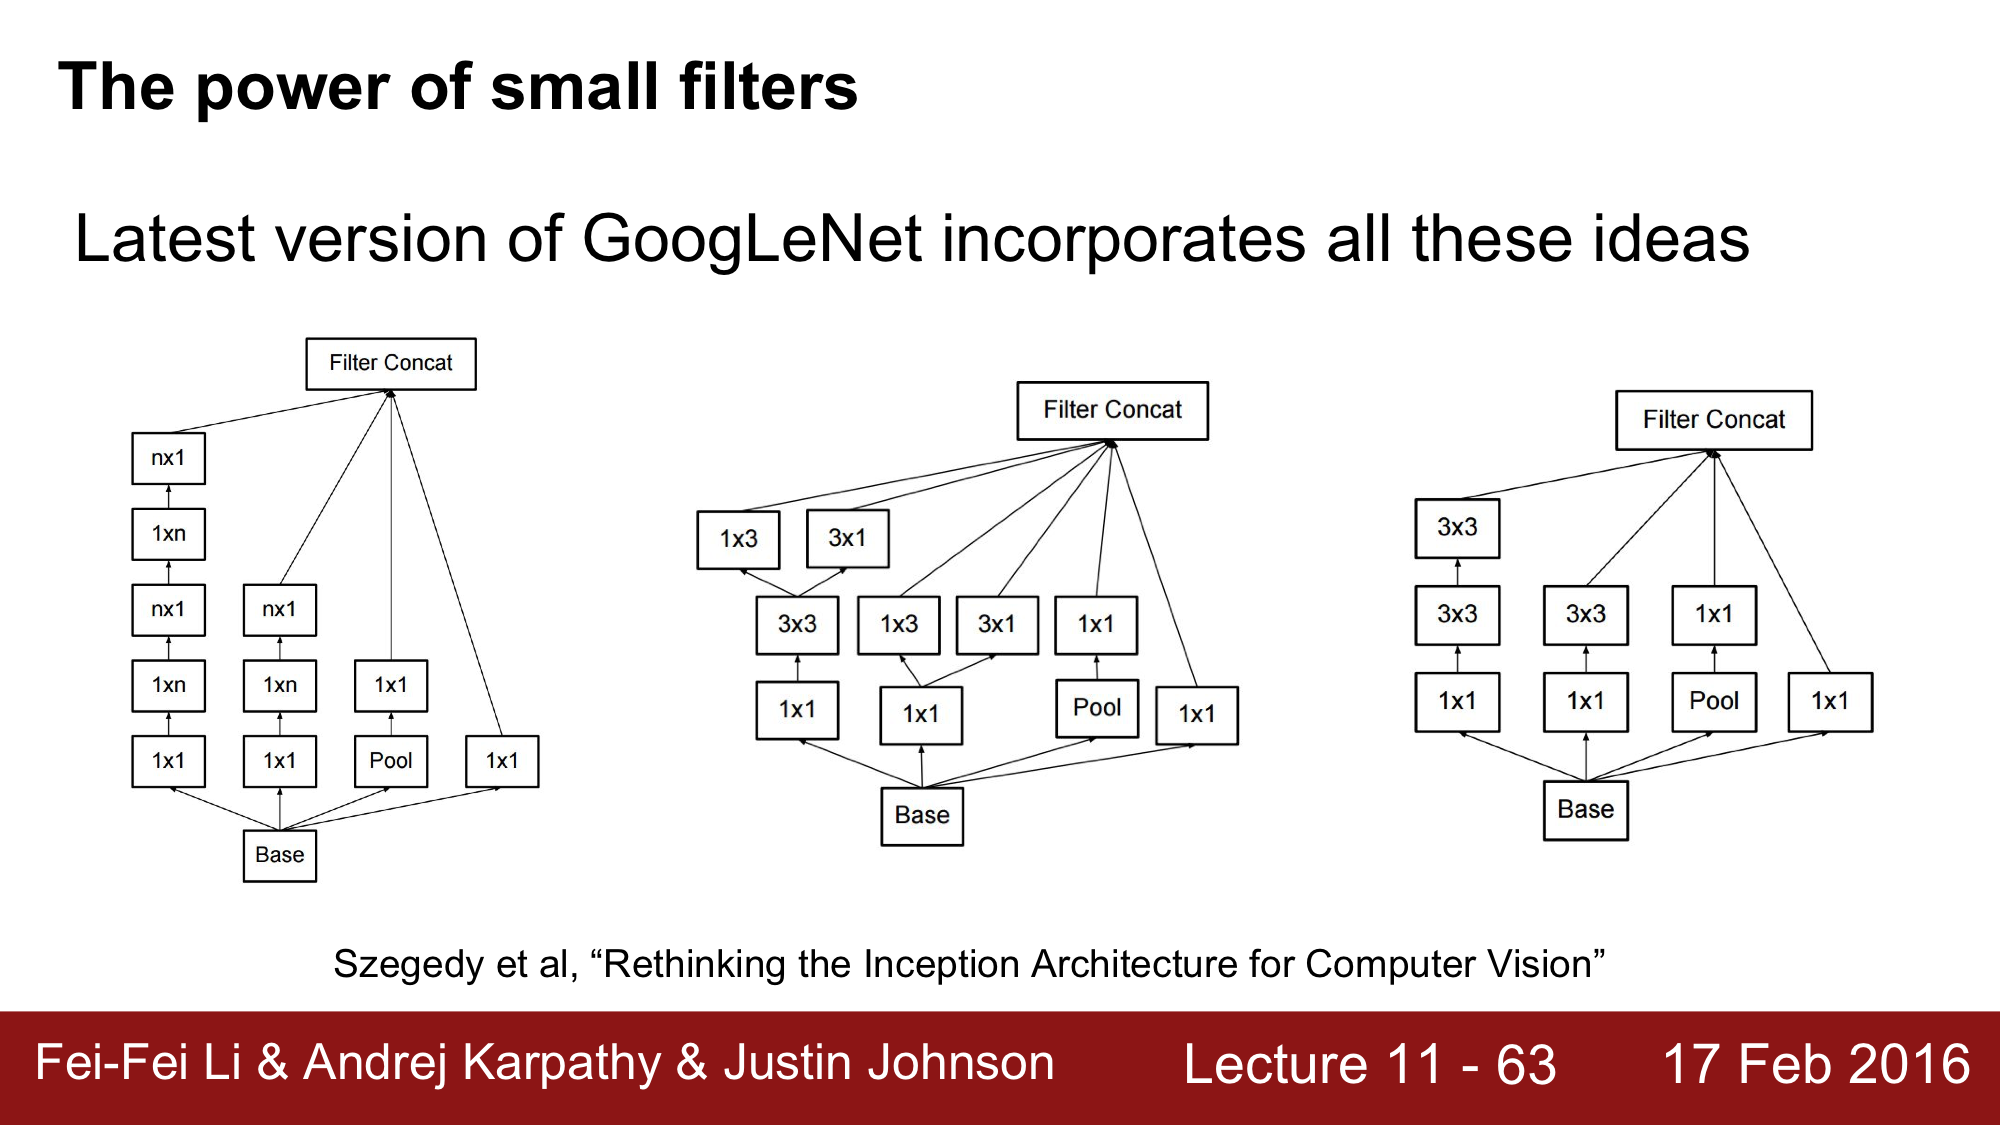 The power of small filters
Latest version of GoogLeNet incorporates all these ideas
Filter Concat
nx1
1xn
nx1
nx1
1xn
1xn
1x1
1x1
1x1
Pool
1x1
Base
Filter Concat
1x3
3x1
3x3
1x3
3x1
1x1
1x1
1x1
Pool
1x1
Base
Filter Concat
3x3
3x3
3x3
1x1
1x1
1x1
Pool
1x1
Base
Szegedy et al, “Rethinking the Inception Architecture for Computer Vision”
Fei-Fei Li & Andrej Karpathy & Justin Johnson
Lecture 11 - 63
17 Feb 2016